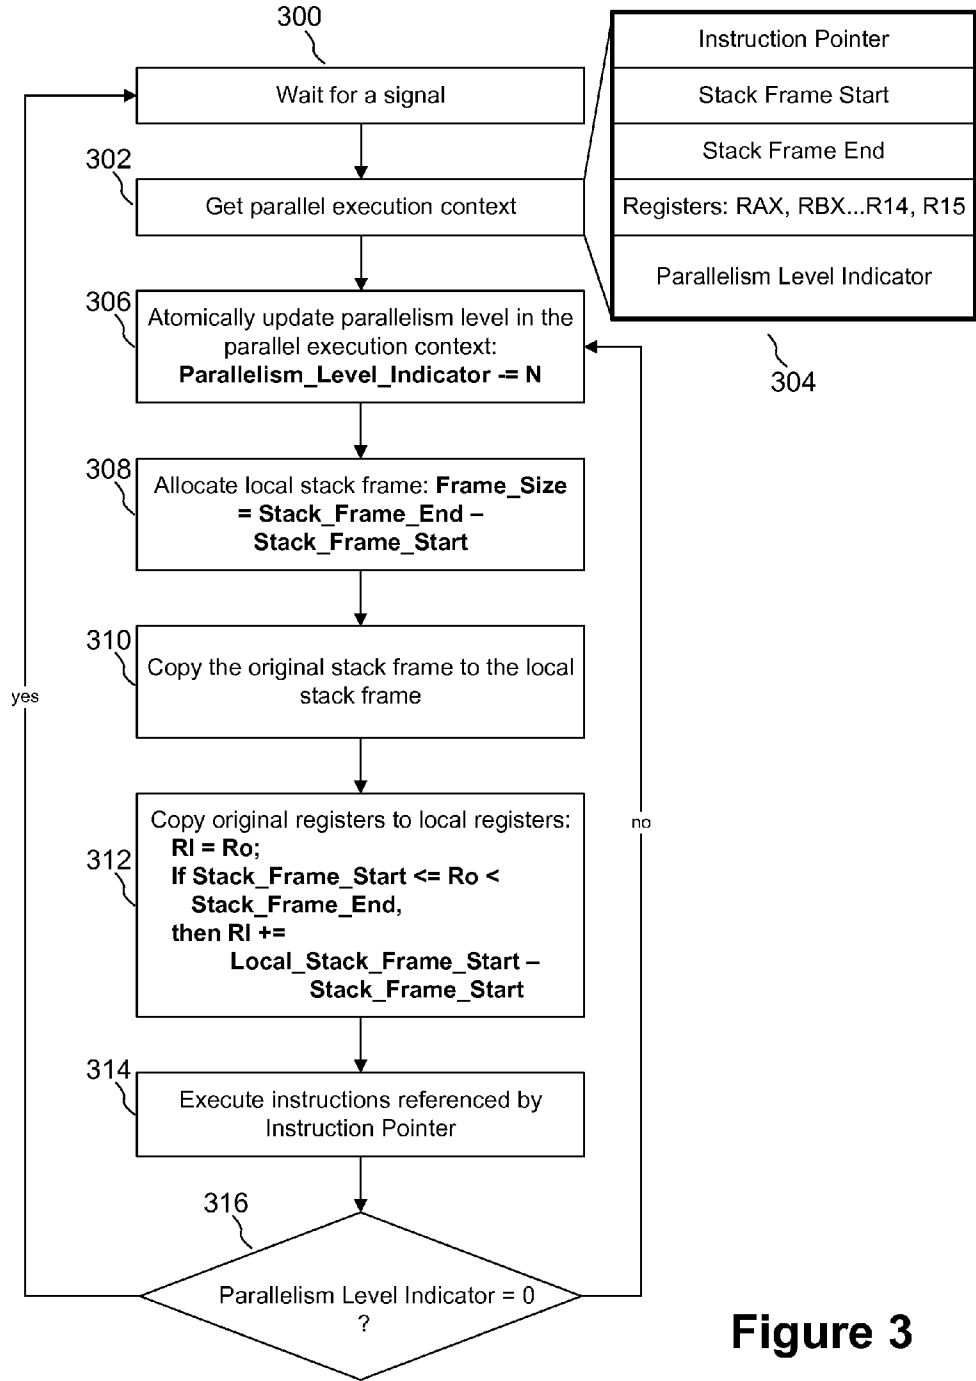 300
Wait for a signal
302
Get parallel execution context
Instruction Pointer
Stack Frame Start
Stack Frame End
Registers: RAX, RBX...R14, R15
Parallelism Level Indicator
304
306
Atomically update parallelism level in the
parallel execution context:
Parallelism_Level_Indicator -= N
308
Allocate local stack frame: Frame_Size
= Stack_Frame_End –
Stack_Frame_Start
310
Copy the original stack frame to the local
stack frame
yes
no
312
Copy original registers to local registers:
Rl = Ro;
If Stack_Frame_Start <= Ro <
Stack_Frame_End,
then Rl +=
Local_Stack_Frame_Start –
Stack_Frame_Start
314
Execute instructions referenced by
Instruction Pointer
316
Parallelism Level Indicator = 0
?
Figure 3